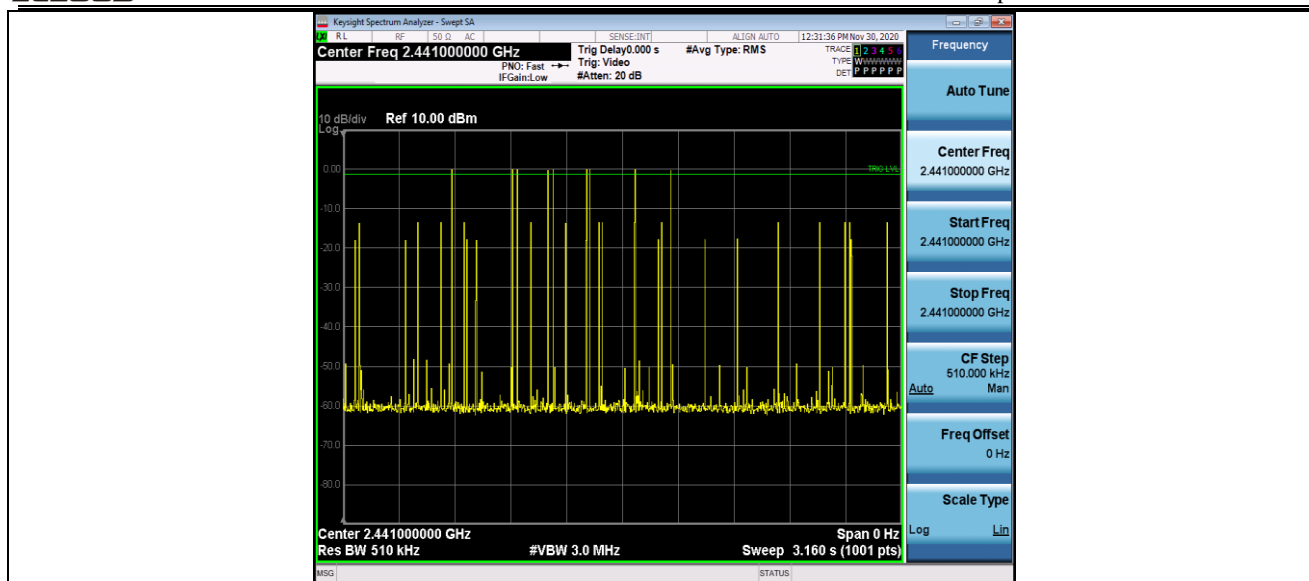 Keysight Spectrum Analyzer - Swept SA
RL RF 50 Ω AC SENSE:INT ALIGN AUTO 12:31:36 PM Nov 30, 2020
Center Freq 2.441000000 GHz
PNO: Fast
IFGain:Low
Trig Delay0.000 s
Trig: Video
#Atten: 20 dB
#Avg Type: RMS
TRACE 1 2 3 4 5 6
TYPE WWWWWW
DET P P P P P P
10 dB/div Ref 10.00 dBm
Log
0.00
TRIG LVL
-10.0
-20.0
-30.0
-40.0
-50.0
-60.0
-70.0
-80.0
Center 2.441000000 GHz Span 0 Hz
Res BW 510 kHz #VBW 3.0 MHz Sweep 3.160 s (1001 pts)
MSG STATUS
Frequency
Auto Tune
Center Freq
2.441000000 GHz
Start Freq
2.441000000 GHz
Stop Freq
2.441000000 GHz
CF Step
510.000 kHz
Auto Man
Freq Offset
0 Hz
Scale Type
Log Lin